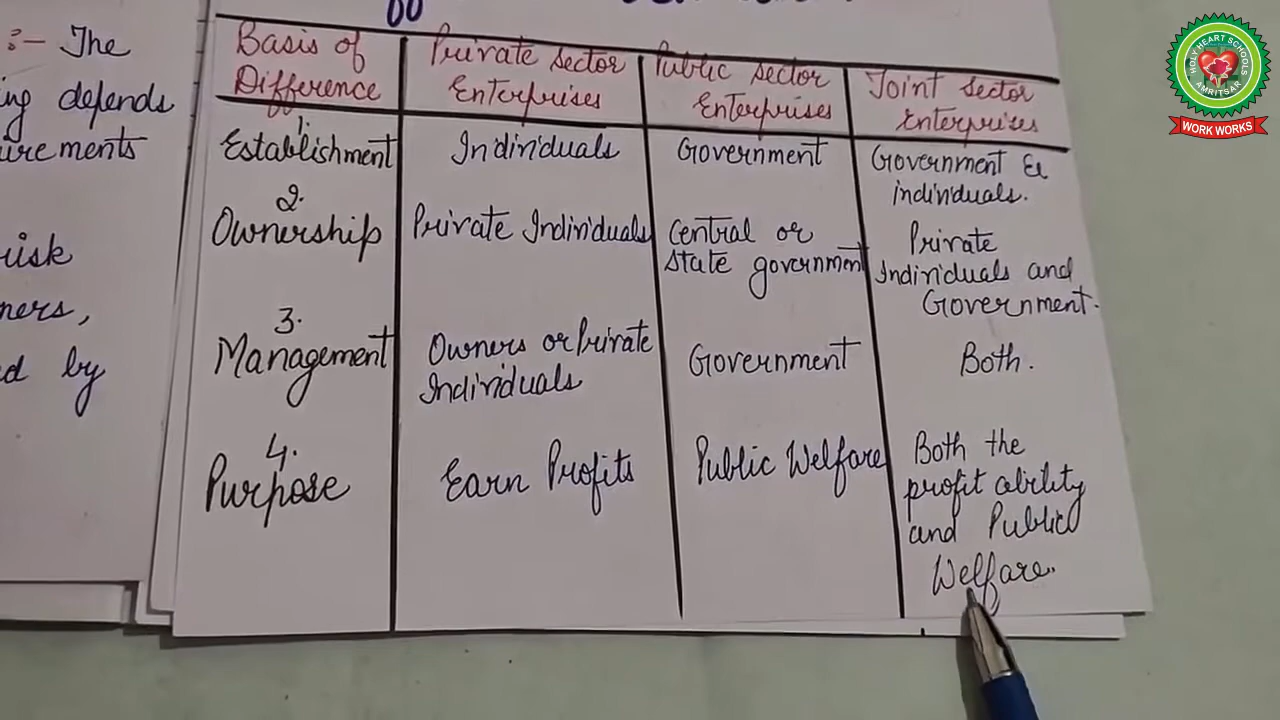 :- The
ing depends
uirements
risk
ners,
ed by
Basis of
Difference
Private Sector
Enterprises
Public Sector
Enterprises
Joint Sector
Enterprises
1.
Establishment
Individuals
Government
Government &
individuals.
2.
Ownership
Private Individuals
Central or
State government
Private
Individuals and
Government.
3.
Management
Owners or Private
Individuals
Government
Both.
4.
Purpose
Earn Profits
Public Welfare
Both the
profit ability
and Public
Welfare.
HOLY HEART SCHOOLS
AMRITSAR
WORK WORKS